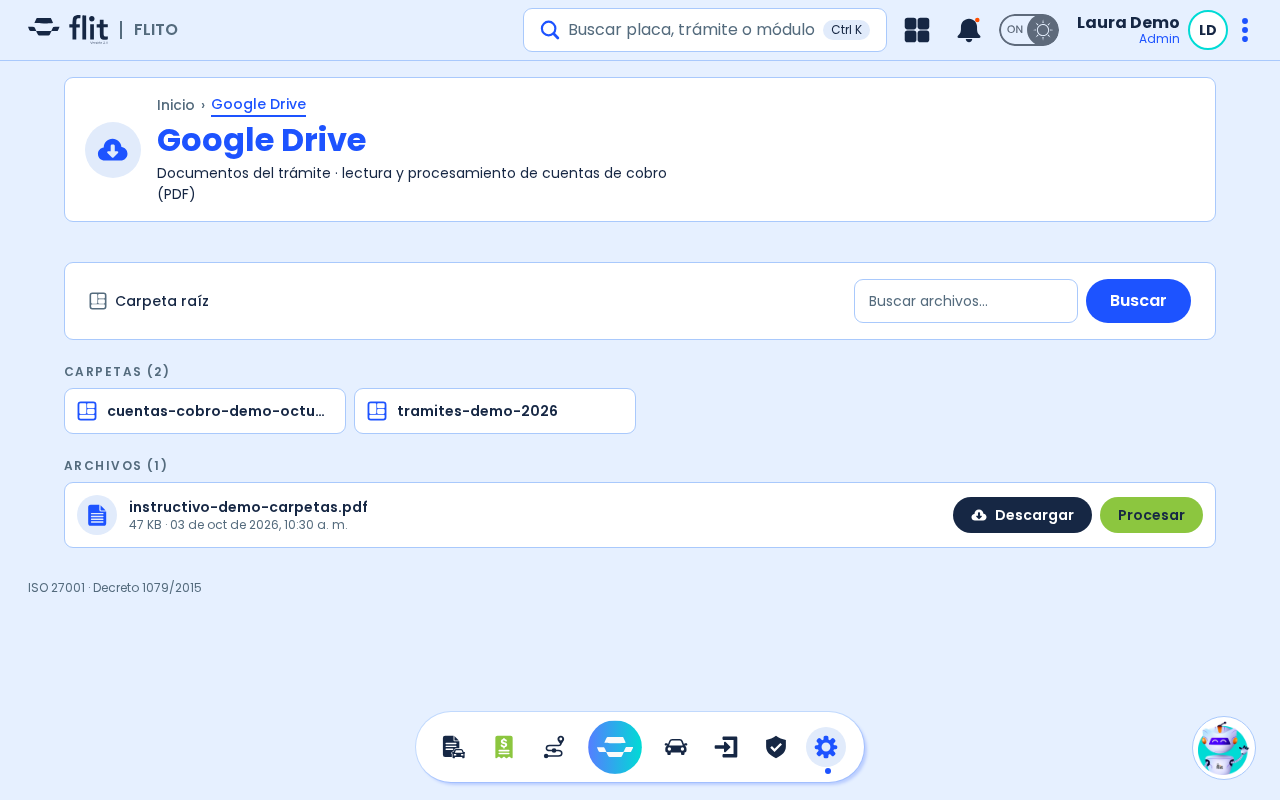 flit
FLITO
Buscar placa, trámite o módulo
Ctrl K
ON
Laura Demo
Admin
LD
Inicio › Google Drive
Google Drive
Documentos del trámite · lectura y procesamiento de cuentas de cobro
(PDF)
Carpeta raíz
Buscar archivos...
Buscar
CARPETAS (2)
cuentas-cobro-demo-octu...
tramites-demo-2026
ARCHIVOS (1)
instructivo-demo-carpetas.pdf
47 KB · 03 de oct de 2026, 10:30 a. m.
Descargar
Procesar
ISO 27001 · Decreto 1079/2015